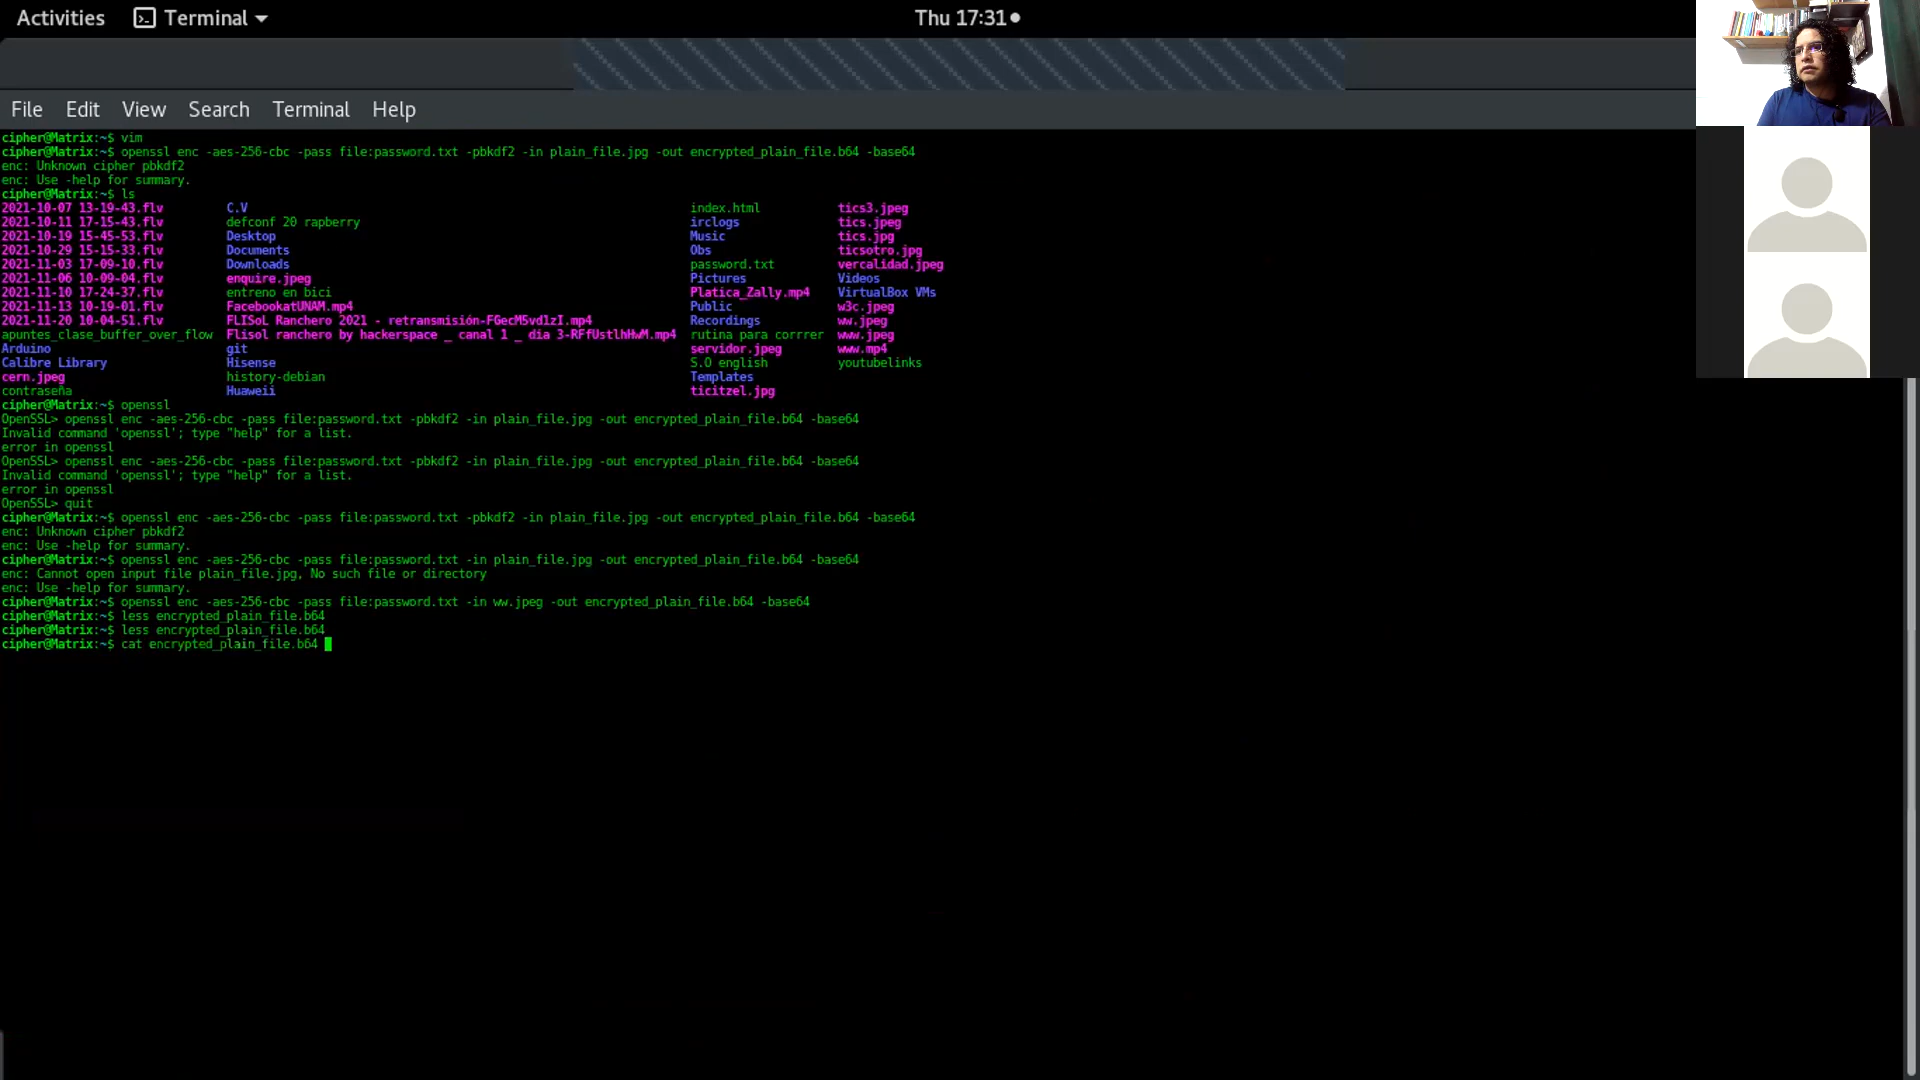 Activities Terminal Thu 17:31
File Edit View Search Terminal Help
cipher@Matrix:~$ vim
cipher@Matrix:~$ openssl enc -aes-256-cbc -pass file:password.txt -pbkdf2 -in plain_file.jpg -out encrypted_plain_file.b64 -base64
enc: Unknown cipher pbkdf2
enc: Use -help for summary.
cipher@Matrix:~$ ls
2021-10-07 13-19-43.flv C.V index.html tics3.jpeg
2021-10-11 17-15-43.flv defconf 20 rapberry irclogs tics.jpeg
2021-10-19 15-45-53.flv Desktop Music tics.jpg
2021-10-29 15-15-33.flv Documents Obs ticsotro.jpg
2021-11-03 17-09-10.flv Downloads password.txt vercalidad.jpeg
2021-11-06 10-09-04.flv enquire.jpeg Pictures Videos
2021-11-10 17-24-37.flv entreno en bici Platica_Zally.mp4 VirtualBox VMs
2021-11-13 10-19-01.flv FacebookatUNAM.mp4 Public w3c.jpeg
2021-11-20 10-04-51.flv FLISoL Ranchero 2021 - retransmisión-FGecM5vd1zI.mp4 Recordings ww.jpeg
apuntes_clase_buffer_over_flow Flisol ranchero by hackerspace _ canal 1 _ dia 3-RFfUstlhHwM.mp4 rutina para corrrer www.jpeg
Arduino git servidor.jpeg www.mp4
Calibre Library Hisense S.O english youtubelinks
cern.jpeg history-debian Templates
contraseña Huaweii ticitzel.jpg
cipher@Matrix:~$ openssl
OpenSSL> openssl enc -aes-256-cbc -pass file:password.txt -pbkdf2 -in plain_file.jpg -out encrypted_plain_file.b64 -base64
Invalid command 'openssl'; type "help" for a list.
error in openssl
OpenSSL> openssl enc -aes-256-cbc -pass file:password.txt -pbkdf2 -in plain_file.jpg -out encrypted_plain_file.b64 -base64
Invalid command 'openssl'; type "help" for a list.
error in openssl
OpenSSL> quit
cipher@Matrix:~$ openssl enc -aes-256-cbc -pass file:password.txt -pbkdf2 -in plain_file.jpg -out encrypted_plain_file.b64 -base64
enc: Unknown cipher pbkdf2
enc: Use -help for summary.
cipher@Matrix:~$ openssl enc -aes-256-cbc -pass file:password.txt -in plain_file.jpg -out encrypted_plain_file.b64 -base64
enc: Cannot open input file plain_file.jpg, No such file or directory
enc: Use -help for summary.
cipher@Matrix:~$ openssl enc -aes-256-cbc -pass file:password.txt -in ww.jpeg -out encrypted_plain_file.b64 -base64
cipher@Matrix:~$ less encrypted_plain_file.b64
cipher@Matrix:~$ less encrypted_plain_file.b64
cipher@Matrix:~$ cat encrypted_plain_file.b64